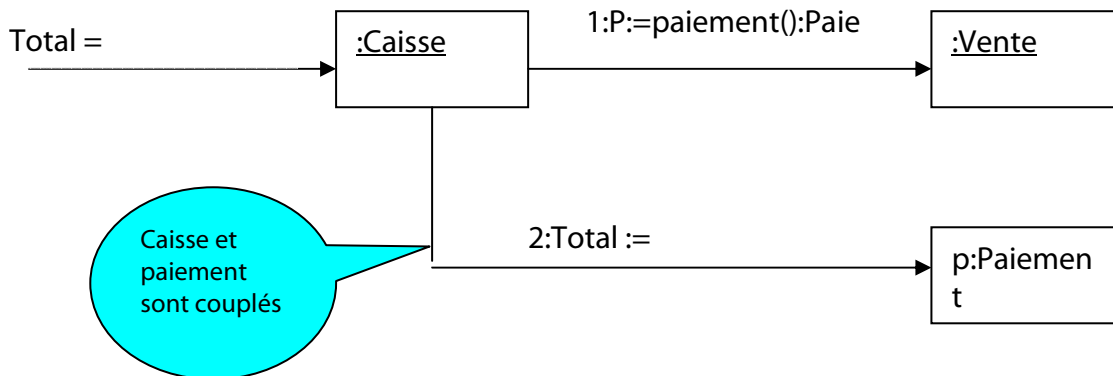 Total =
:Caisse
1:P:=paiement():Paie
:Vente
Caisse et
paiement
sont couplés
2:Total :=
p:Paiemen
t